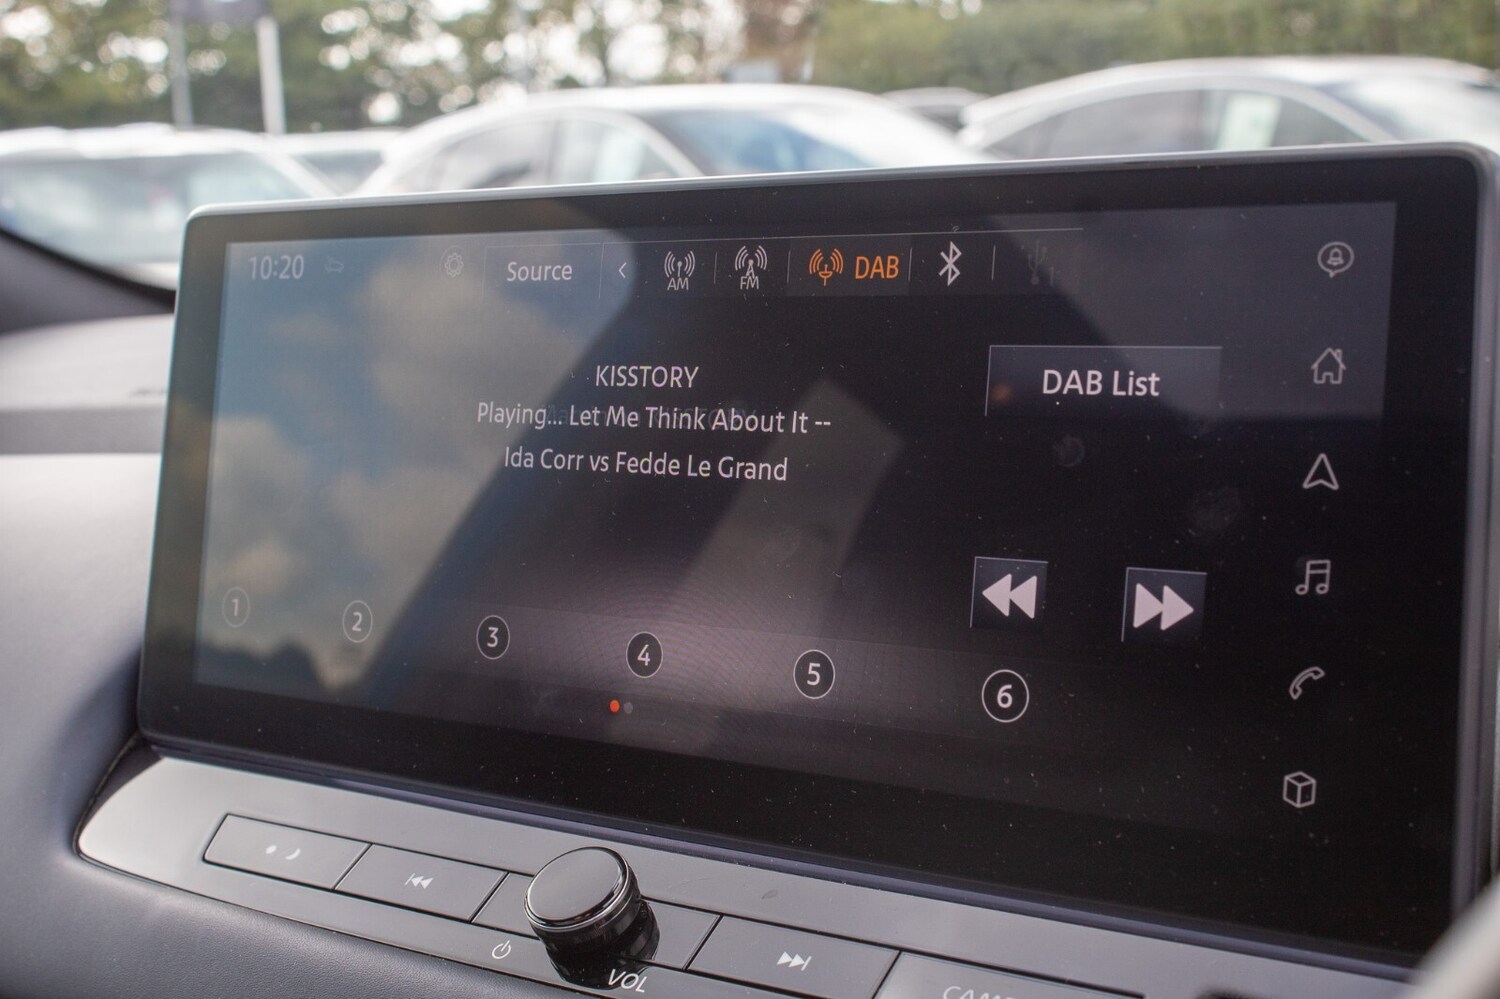 10:20
Source
AM
FM
DAB
KISSTORY
Playing... Let Me Think About It --
Ida Corr vs Fedde Le Grand
DAB List
1
2
3
4
5
6
VOL